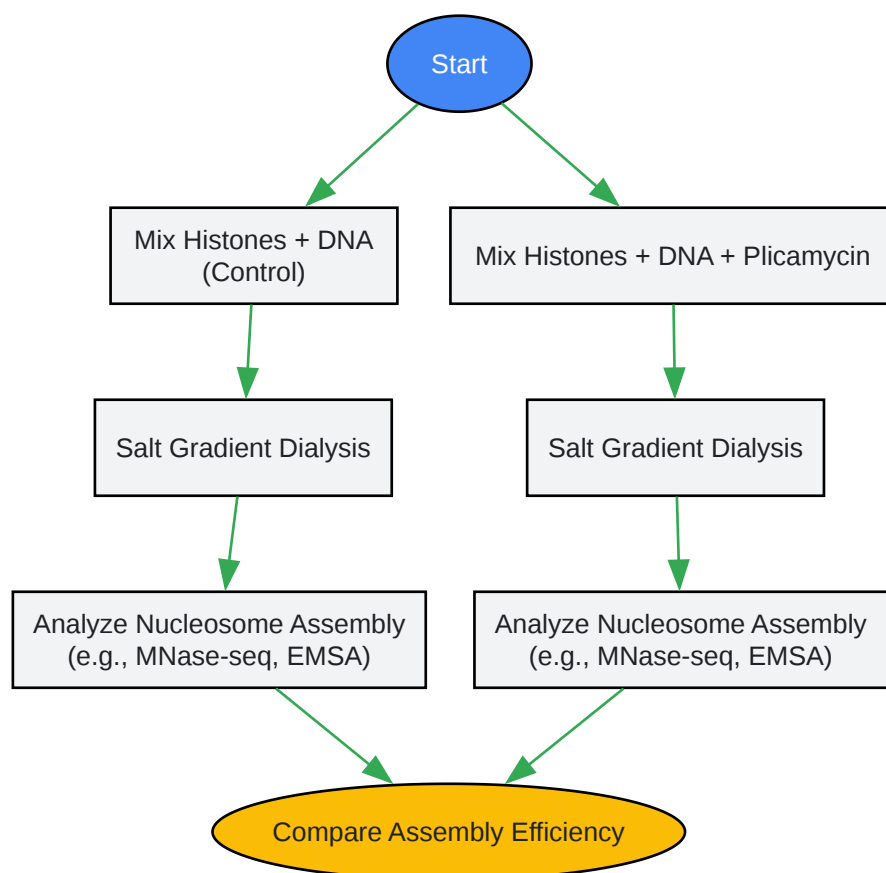 Start
Mix Histones + DNA
(Control)
Mix Histones + DNA + Plicamycin
Salt Gradient Dialysis
Salt Gradient Dialysis
Analyze Nucleosome Assembly
(e.g., MNase-seq, EMSA)
Analyze Nucleosome Assembly
(e.g., MNase-seq, EMSA)
Compare Assembly Efficiency